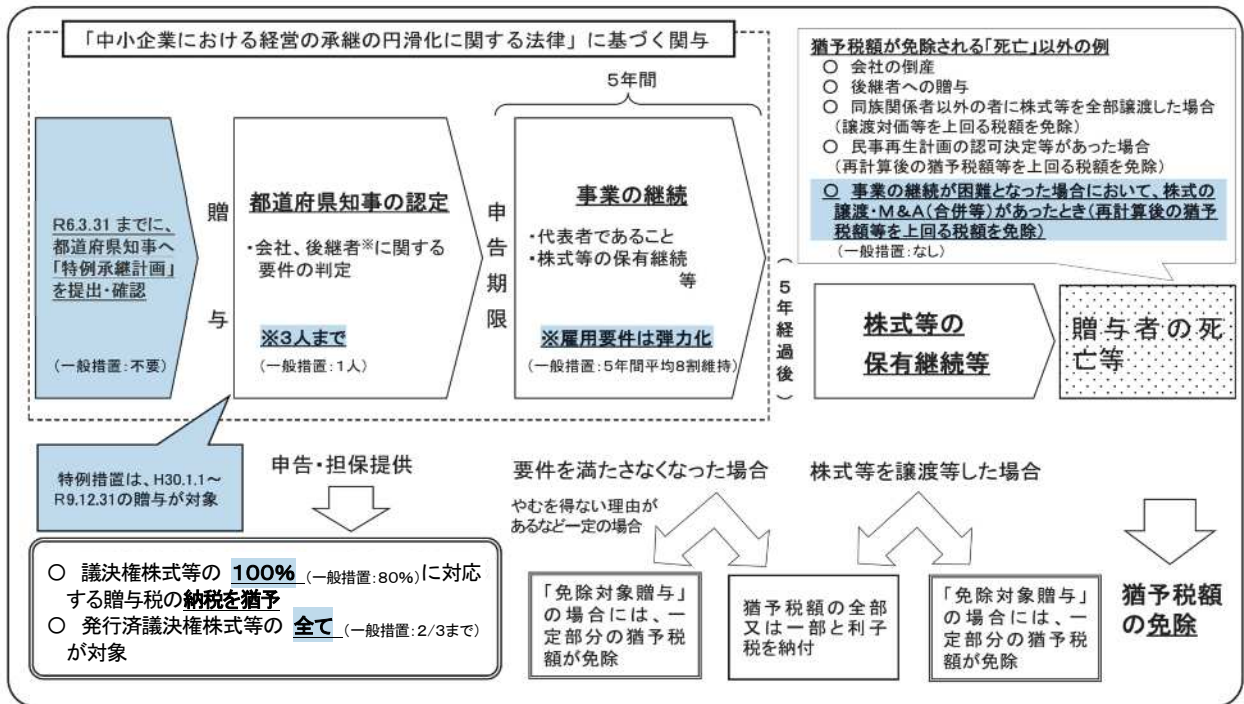 「中小企業における経営の承継の円滑化に関する法律」に基づく関与
5年間
R6.3.31 までに、
都道府県知事へ
「特例承継計画」
を提出・確認
(一般措置:不要)
贈与
都道府県知事の認定
・会社、後継者※に関する
要件の判定
※3人まで
(一般措置:1人)
申告期限
事業の継続
・代表者であること
・株式等の保有継続
等
※雇用要件は弾力化
(一般措置:5年間平均8割維持)
(5年経過後)
猶予税額が免除される「死亡」以外の例
○ 会社の倒産
○ 後継者への贈与
○ 同族関係者以外の者に株式等を全部譲渡した場合
(譲渡対価等を上回る税額を免除)
○ 民事再生計画の認可決定等があった場合
(再計算後の猶予税額等を上回る税額を免除)
○ 事業の継続が困難となった場合において、株式の
譲渡・M&A(合併等)があったとき(再計算後の猶予
税額等を上回る税額を免除)
(一般措置:なし)
株式等の
保有継続等
贈与者の死
亡等
特例措置は、H30.1.1～
R9.12.31の贈与が対象
申告・担保提供
○ 議決権株式等の 100% (一般措置:80%)に対応
する贈与税の納税を猶予
○ 発行済議決権株式等の 全て (一般措置:2/3まで)
が対象
要件を満たさなくなった場合
やむを得ない理由が
あるなど一定の場合
株式等を譲渡等した場合
「免除対象贈与」
の場合には、一
定部分の猶予税
額が免除
猶予税額の全部
又は一部と利子
税を納付
「免除対象贈与」
の場合には、一
定部分の猶予税
額が免除
猶予税額
の免除